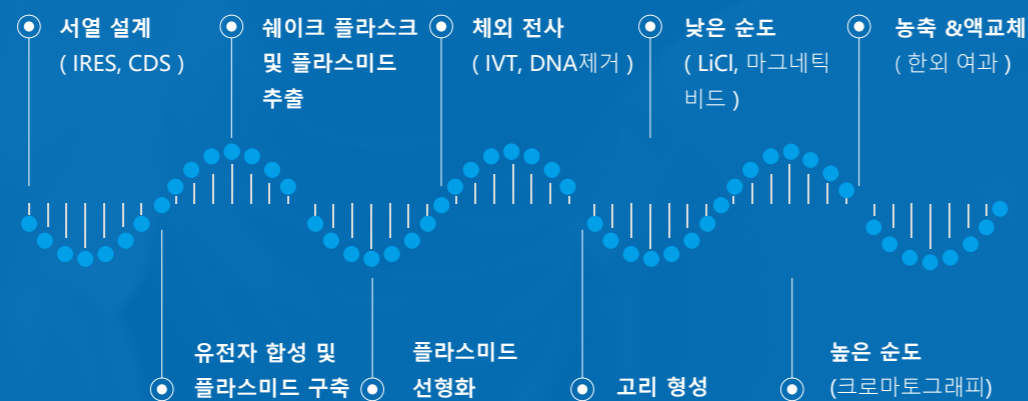 서열 설계
( IRES, CDS )
쉐이크 플라스크
및 플라스미드
추출
체외 전사
( IVT, DNA제거 )
낮은 순도
( LiCl, 마그네틱
비드 )
농축 &액교체
( 한외 여과 )
유전자 합성 및
플라스미드 구축
플라스미드
선형화
고리 형성
높은 순도
(크로마토그래피)